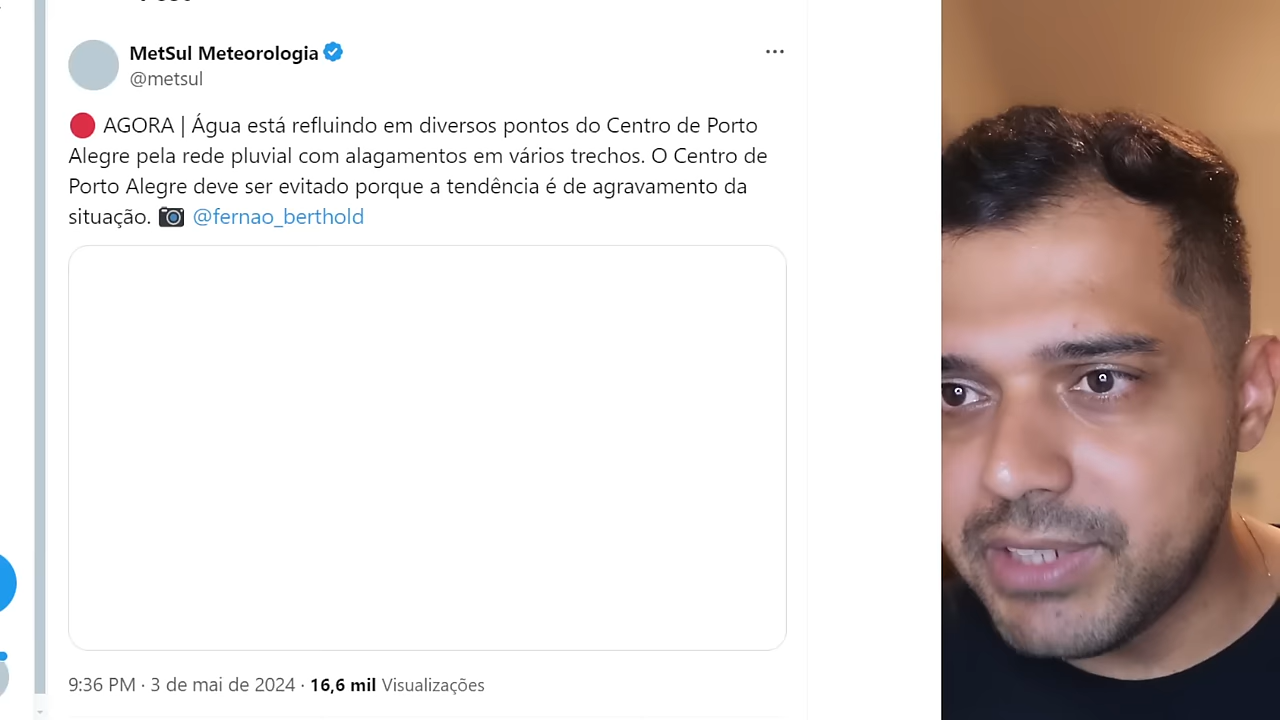 MetSul Meteorologia
@metsul
AGORA | Água está refluindo em diversos pontos do Centro de Porto
Alegre pela rede pluvial com alagamentos em vários trechos. O Centro de
Porto Alegre deve ser evitado porque a tendência é de agravamento da
situação. @fernao_berthold
9:36 PM · 3 de mai de 2024 · 16,6 mil Visualizações